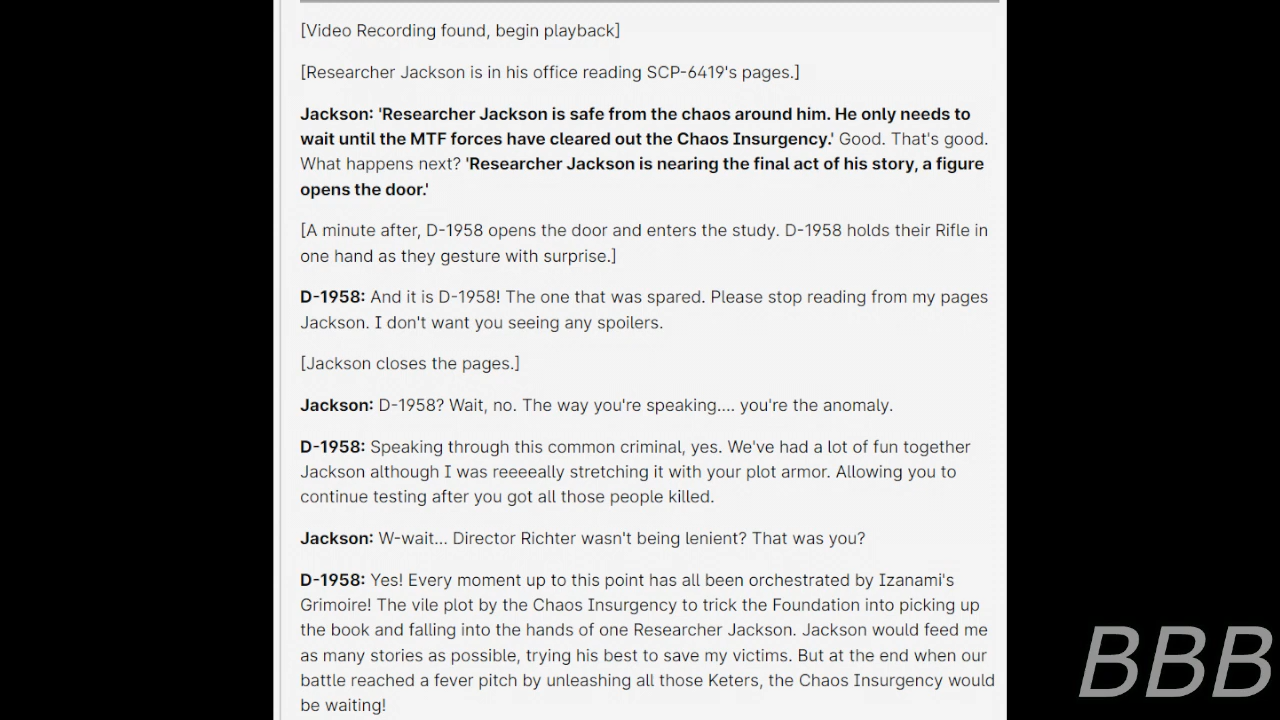 [Video Recording found, begin playback]
[Researcher Jackson is in his office reading SCP-6419's pages.]
Jackson: 'Researcher Jackson is safe from the chaos around him. He only needs to
wait until the MTF forces have cleared out the Chaos Insurgency.' Good. That's good.
What happens next? 'Researcher Jackson is nearing the final act of his story, a figure
opens the door.'
[A minute after, D-1958 opens the door and enters the study. D-1958 holds their Rifle in
one hand as they gesture with surprise.]
D-1958: And it is D-1958! The one that was spared. Please stop reading from my pages
Jackson. I don't want you seeing any spoilers.
[Jackson closes the pages.]
Jackson: D-1958? Wait, no. The way you're speaking.... you're the anomaly.
D-1958: Speaking through this common criminal, yes. We've had a lot of fun together
Jackson although I was reeeeally stretching it with your plot armor. Allowing you to
continue testing after you got all those people killed.
Jackson: W-wait... Director Richter wasn't being lenient? That was you?
D-1958: Yes! Every moment up to this point has all been orchestrated by Izanami's
Grimoire! The vile plot by the Chaos Insurgency to trick the Foundation into picking up
the book and falling into the hands of one Researcher Jackson. Jackson would feed me
as many stories as possible, trying his best to save my victims. But at the end when our
battle reached a fever pitch by unleashing all those Keters, the Chaos Insurgency would
be waiting!
BBB